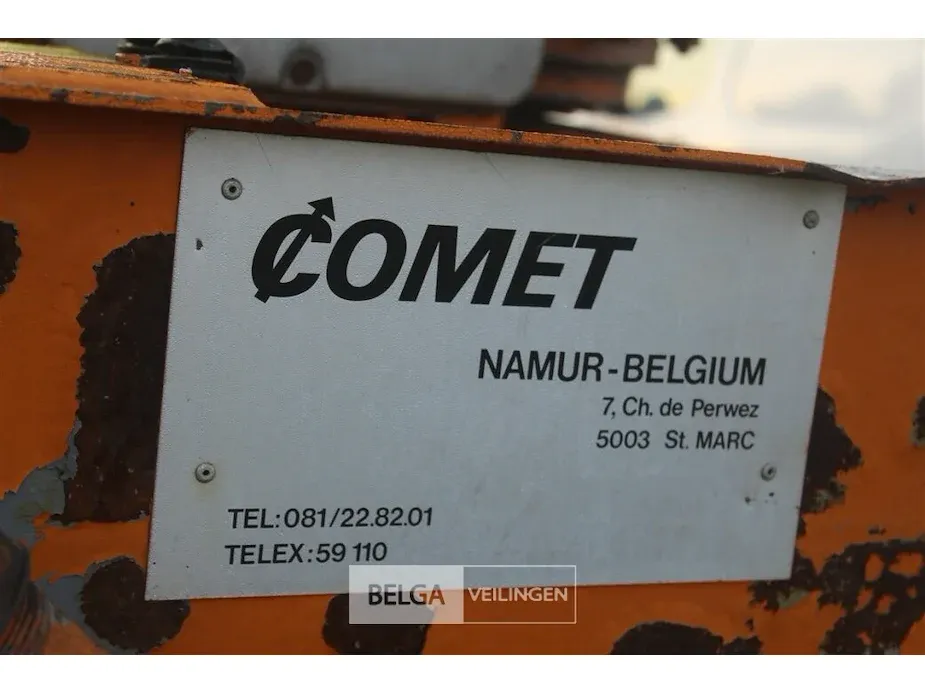 COMET
NAMUR-BELGIUM
7, Ch. de Perwez
5003 St. MARC
TEL:081/22.82.01
TELEX:59 110
BELGA VEILINGEN